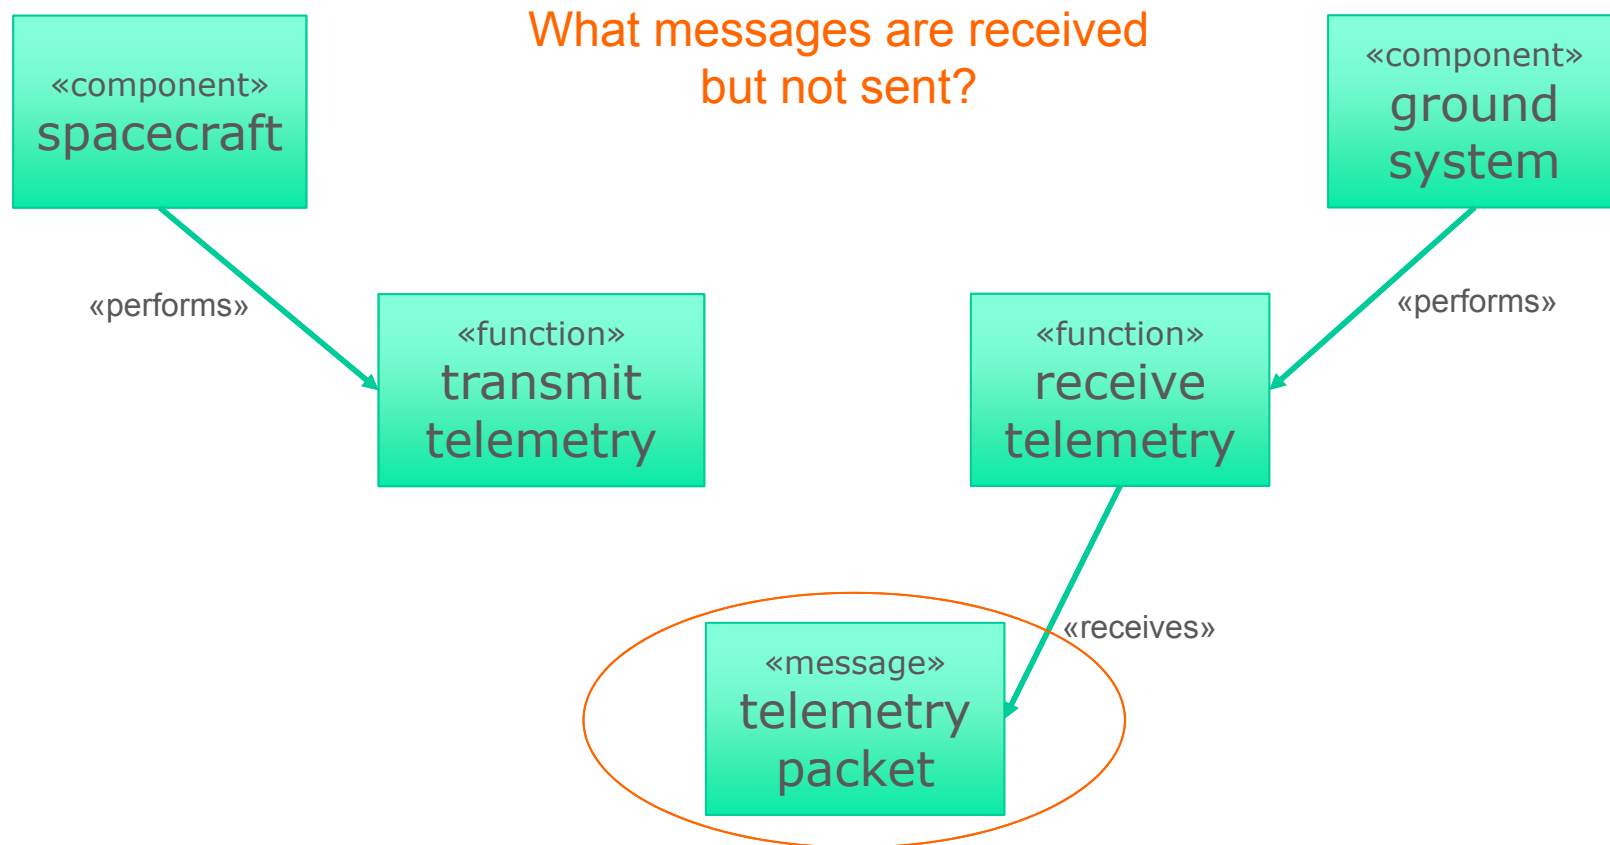 What messages are received
but not sent?
«component»
spacecraft
«component»
ground
system
«performs»
«performs»
«function»
transmit
telemetry
«function»
receive
telemetry
«receives»
«message»
telemetry
packet